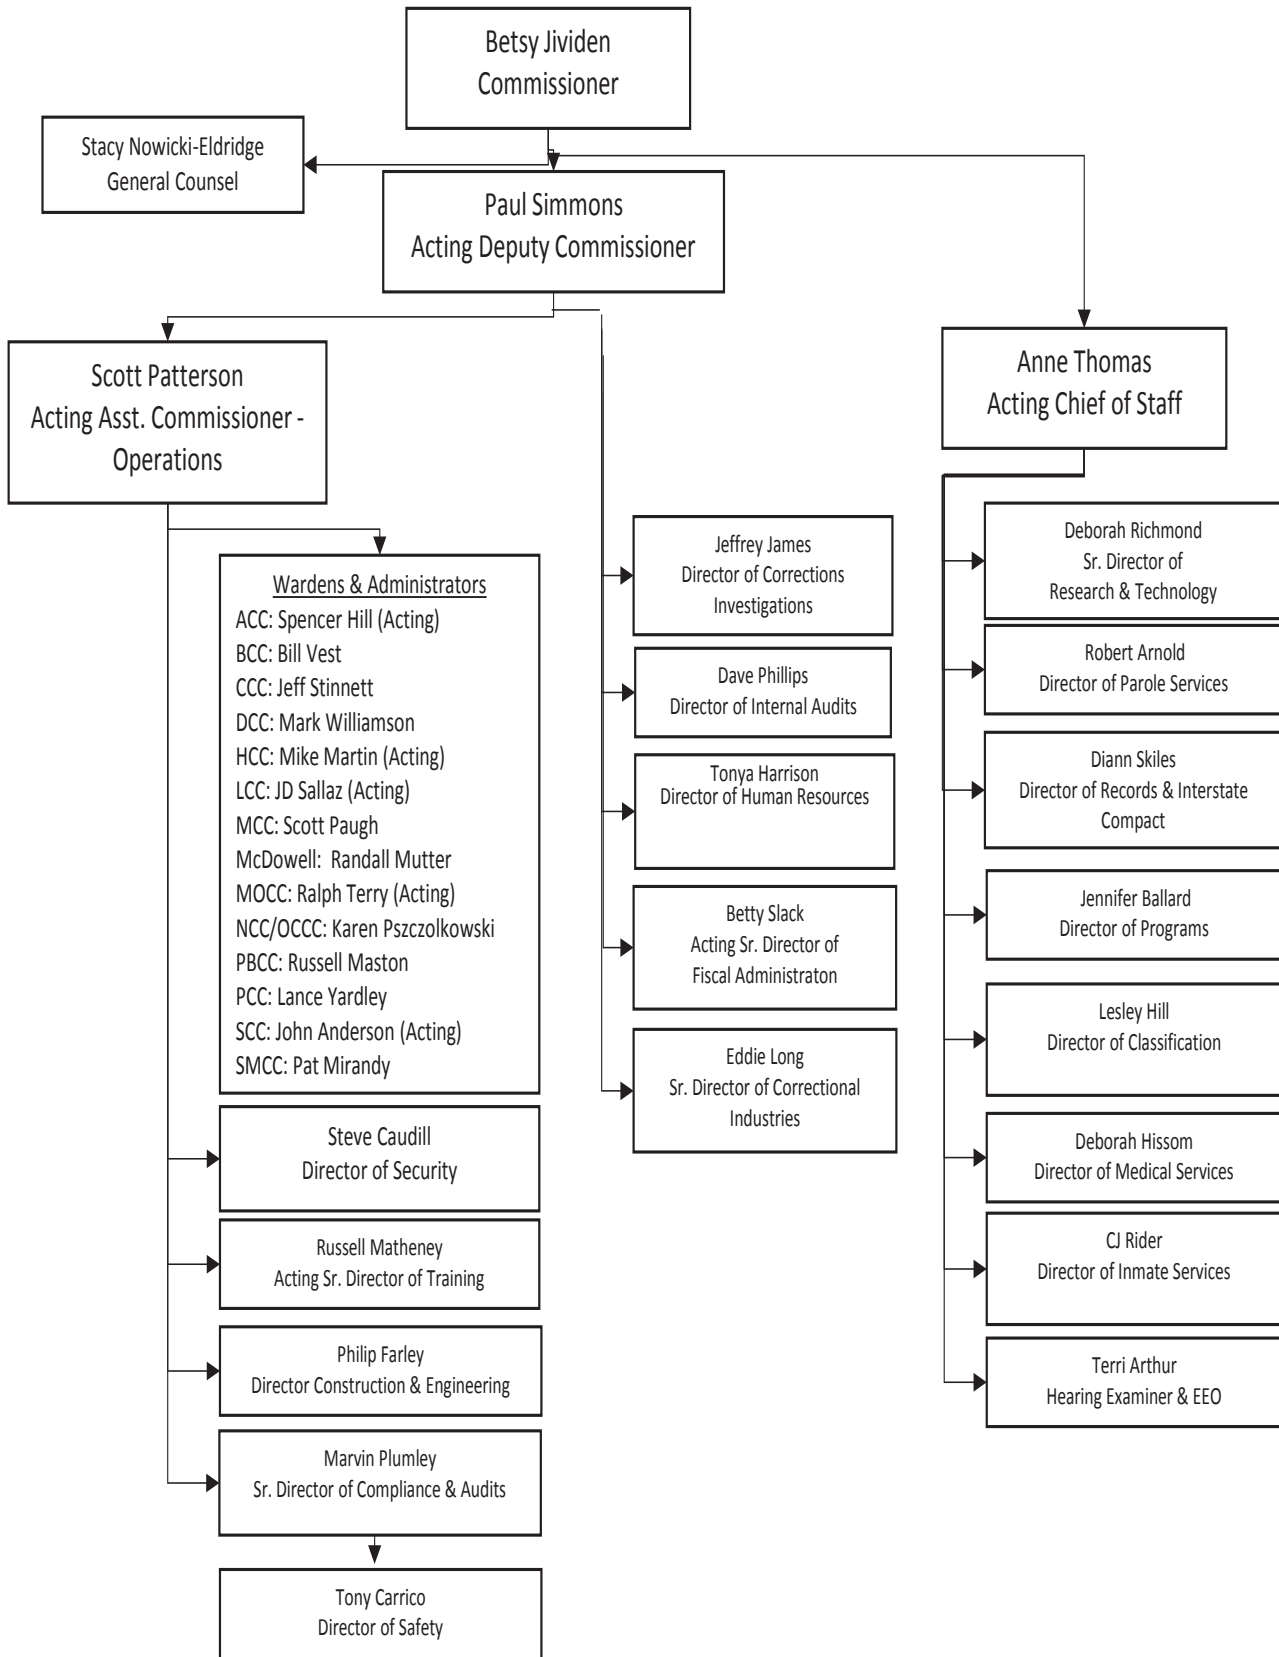 Betsy Jividen
Commissioner
Stacy Nowicki-Eldridge
General Counsel
Paul Simmons
Acting Deputy Commissioner
Scott Patterson
Acting Asst. Commissioner -
Operations
Anne Thomas
Acting Chief of Staff
Wardens & Administrators
ACC: Spencer Hill (Acting)
BCC: Bill Vest
CCC: Jeff Stinnett
DCC: Mark Williamson
HCC: Mike Martin (Acting)
LCC: JD Sallaz (Acting)
MCC: Scott Paugh
McDowell:  Randall Mutter
MOCC: Ralph Terry (Acting)
NCC/OCCC: Karen Pszczolkowski
PBCC: Russell Maston
PCC: Lance Yardley
SCC: John Anderson (Acting)
SMCC: Pat Mirandy
Steve Caudill
Director of Security
Russell Matheney
Acting Sr. Director of Training
Philip Farley
Director Construction & Engineering
Marvin Plumley
Sr. Director of Compliance & Audits
Tony Carrico
Director of Safety
Jeffrey James
Director of Corrections
Investigations
Dave Phillips
Director of Internal Audits
Tonya Harrison
Director of Human Resources
Betty Slack
Acting Sr. Director of
Fiscal Administraton
Eddie Long
Sr. Director of Correctional
Industries
Deborah Richmond
Sr. Director of
Research & Technology
Robert Arnold
Director of Parole Services
Diann Skiles
Director of Records & Interstate
Compact
Jennifer Ballard
Director of Programs
Lesley Hill
Director of Classification
Deborah Hissom
Director of Medical Services
CJ Rider
Director of Inmate Services
Terri Arthur
Hearing Examiner & EEO